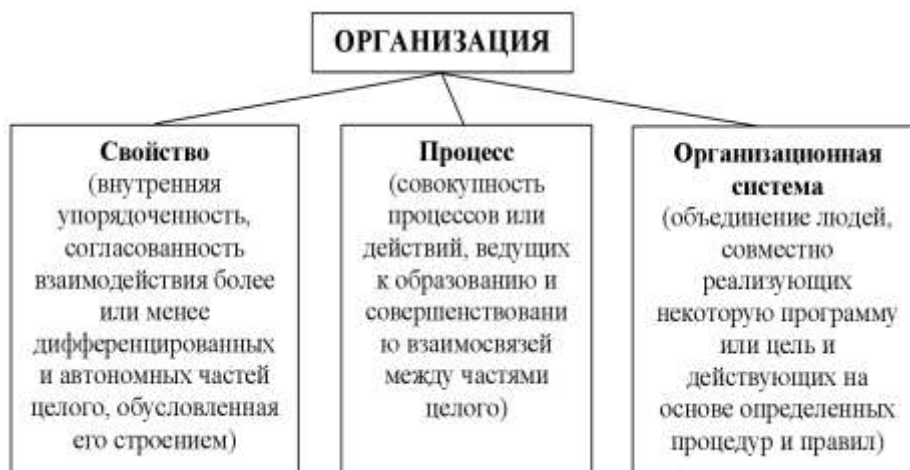 ОРГАНИЗАЦИЯ
Свойство
(внутренняя
упорядоченность,
согласованность
взаимодействия более
или менее
дифференцированных
и автономных частей
целого, обусловленная
его строением)
Процесс
(совокупность
процессов или
действий, ведущих
к образованию и
совершенствовани
ю взаимосвязей
между частями
целого)
Организационная
система
(объединение людей,
совместно
реализующих
некоторую программу
или цель и
действующих на
основе определенных
процедур и правил)